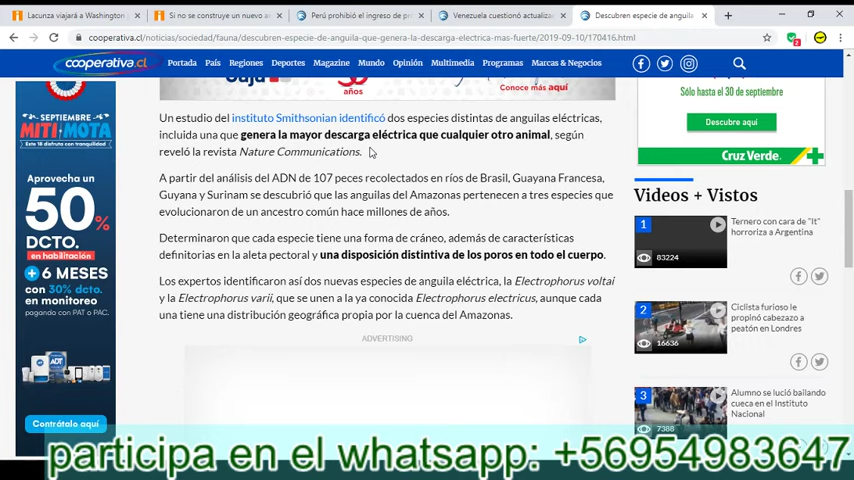 Lacunza viajará a Washington
Si no se construye un nuevo a
Perú prohibió el ingreso de pr
Venezuela cuestionó actualiza
Descubren especie de anguila
cooperativa.cl/noticias/sociedad/fauna/descubren-especie-de-anguila-que-genera-la-descarga-electrica-mas-fuerte/2019-09-10/170416.html
cooperativa.cl
Portada País Regiones Deportes Magazine Mundo Opinión Multimedia Programas Marcas & Negocios
años
Conoce más aquí
Un estudio del instituto Smithsonian identificó dos especies distintas de anguilas eléctricas,
incluida una que genera la mayor descarga eléctrica que cualquier otro animal, según
reveló la revista Nature Communications.
A partir del análisis del ADN de 107 peces recolectados en ríos de Brasil, Guayana Francesa,
Guyana y Surinam se descubrió que las anguilas del Amazonas pertenecen a tres especies que
evolucionaron de un ancestro común hace millones de años.
Determinaron que cada especie tiene una forma de cráneo, además de características
definitorias en la aleta pectoral y una disposición distintiva de los poros en todo el cuerpo.
Los expertos identificaron así dos nuevas especies de anguila eléctrica, la Electrophorus voltai
y la Electrophorus varii, que se unen a la ya conocida Electrophorus electricus, aunque cada
una tiene una distribución geográfica propia por la cuenca del Amazonas.
ADVERTISING
SEPTIEMBRE
MITI MOTA
Aprovecha un
50%
DCTO.
en habilitación
+ 6 MESES
con 30% dcto.
en monitoreo
pagando con PAT o PAC.
ADT
Contrátalo aquí
Sólo hasta el 30 de septiembre
Descubre aquí
Cruz Verde
Videos + Vistos
1
Ternero con cara de "It"
horroriza a Argentina
83224
2
Ciclista furioso le
propinó cabezazo a
peatón en Londres
16636
3
Alumno se lució bailando
cueca en el Instituto
Nacional
7388
participa en el whatsapp: +56954983647